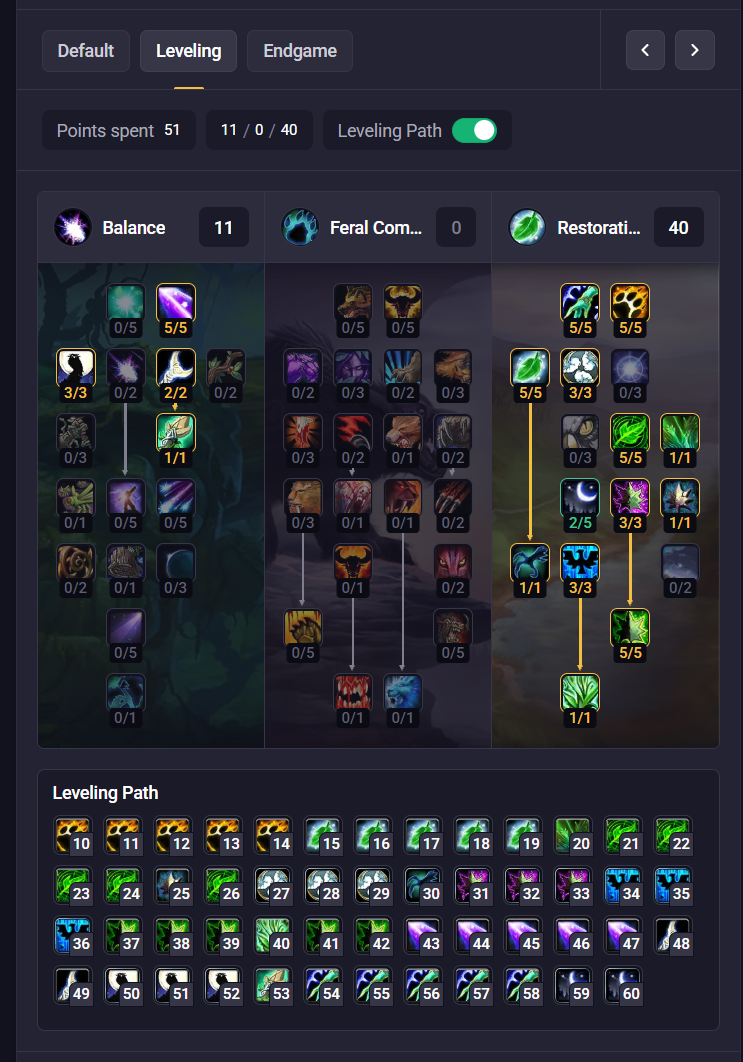 Default Leveling Endgame
Points spent 51 11 / 0 / 40 Leveling Path
Balance 11 Feral Com... 0 Restorati... 40
0/5 5/5 0/5 0/5 5/5 5/5
3/3 0/2 2/2 0/2 0/2 0/3 0/2 0/3 5/5 3/3 0/3
0/3 1/1 0/3 0/2 0/1 0/2 0/3 5/5 1/1
0/1 0/5 0/5 0/3 0/1 0/1 0/2 2/5 3/3 1/1
0/2 0/1 0/3 0/1 0/2 1/1 3/3 0/2
0/5 0/5 0/5 5/5
0/1 0/1 0/1 1/1
Leveling Path
10 11 12 13 14 15 16 17 18 19 20 21 22
23 24 25 26 27 28 29 30 31 32 33 34 35
36 37 38 39 40 41 42 43 44 45 46 47 48
49 50 51 52 53 54 55 56 57 58 59 60